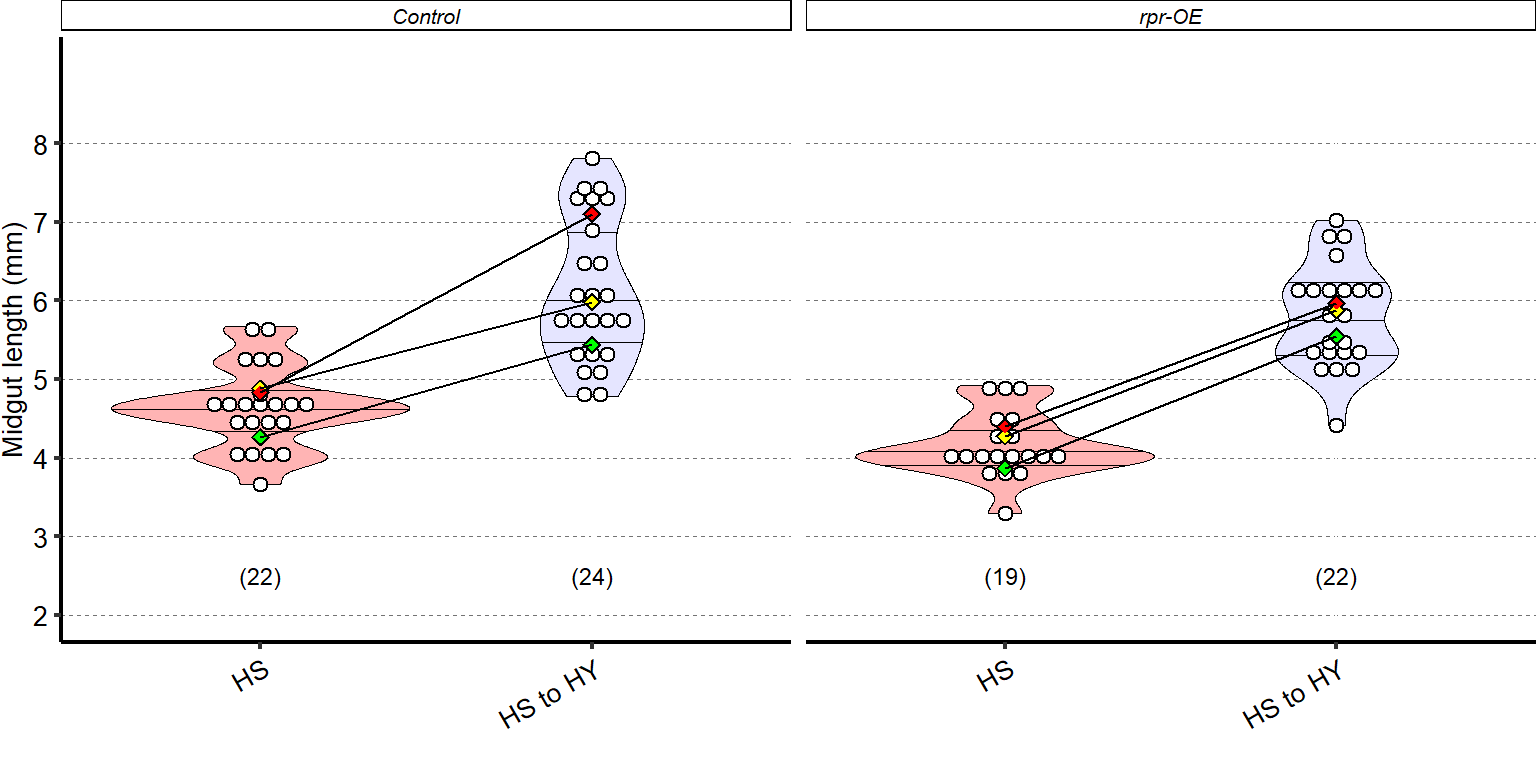 Control
rpr-OE
Midgut length (mm)
8
7
6
5
4
3
2
(22)
(24)
(19)
(22)
HS
HS to HY
HS
HS to HY